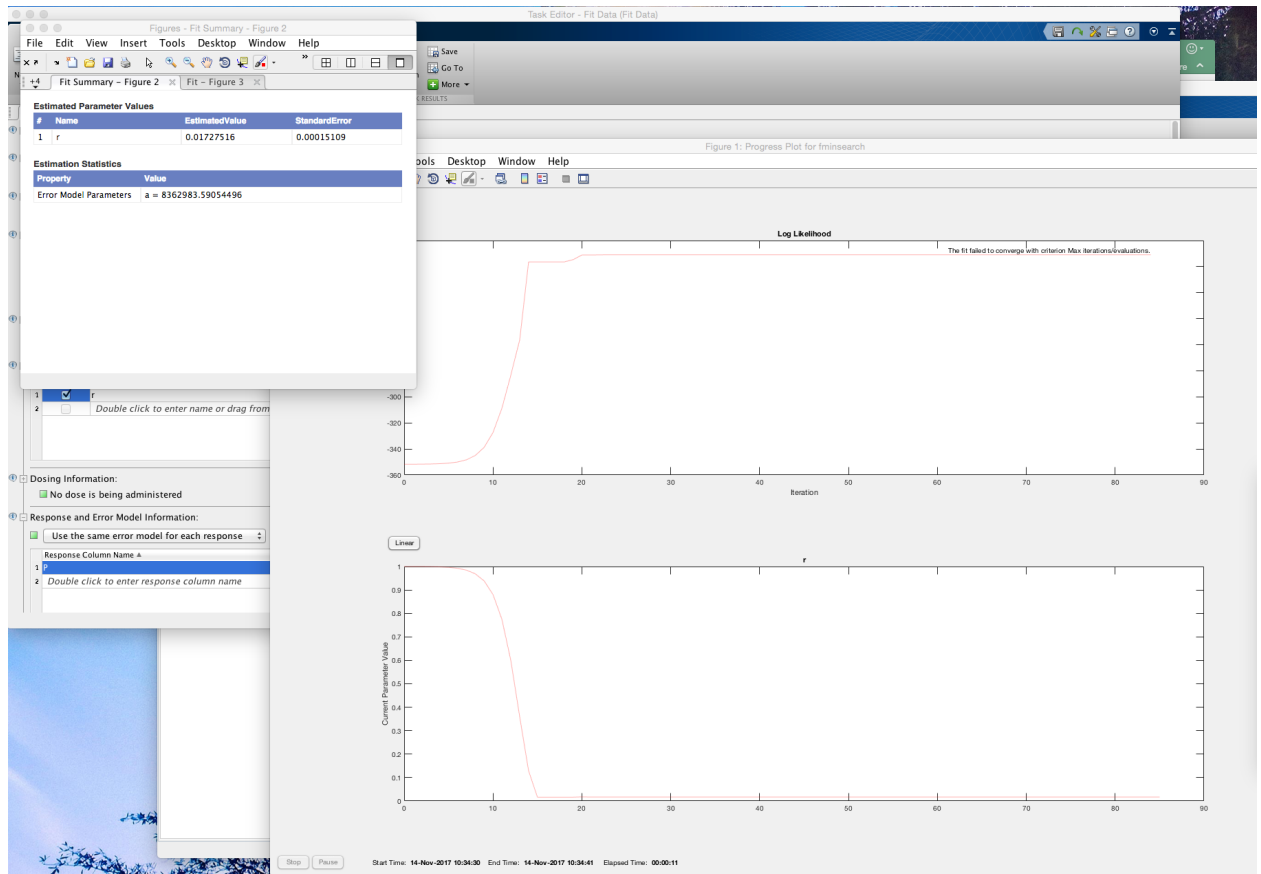 Task Editor - Fit Data (Fit Data)
Figures - Fit Summary - Figure 2
File Edit View Insert Tools Desktop Window Help
+4 Fit Summary - Figure 2 Fit - Figure 3
Estimated Parameter Values
# Name EstimatedValue StandardError
1 r 0.01727516 0.00015109
Estimation Statistics
Property Value
Error Model Parameters a = 8362983.59054496
Save
Go To
More
RESULTS
Figure 1: Progress Plot for fminsearch
ools Desktop Window Help
Log Likelihood
The fit failed to converge with criterion Max iterations/evaluations.
-300
-320
-340
-360
0 10 20 30 40 50 60 70 80 90
Iteration
1 r
2 Double click to enter name or drag from
Dosing Information:
No dose is being administered
Response and Error Model Information:
Use the same error model for each response
Response Column Name
1 P
2 Double click to enter response column name
Linear
r
1
0.9
0.8
0.7
0.6
0.5
0.4
0.3
0.2
0.1
0
Current Parameter Value
0 10 20 30 40 50 60 70 80 90
Stop Pause Start Time: 14-Nov-2017 10:34:30 End Time: 14-Nov-2017 10:34:41 Elapsed Time: 00:00:11